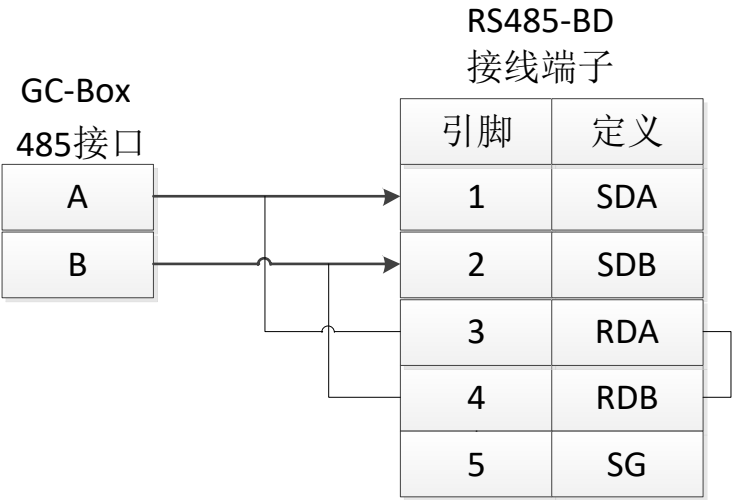 RS485-BD
接线端子
GC-Box
485接口
引脚 定义
A 1 SDA
B 2 SDB
3 RDA
4 RDB
5 SG